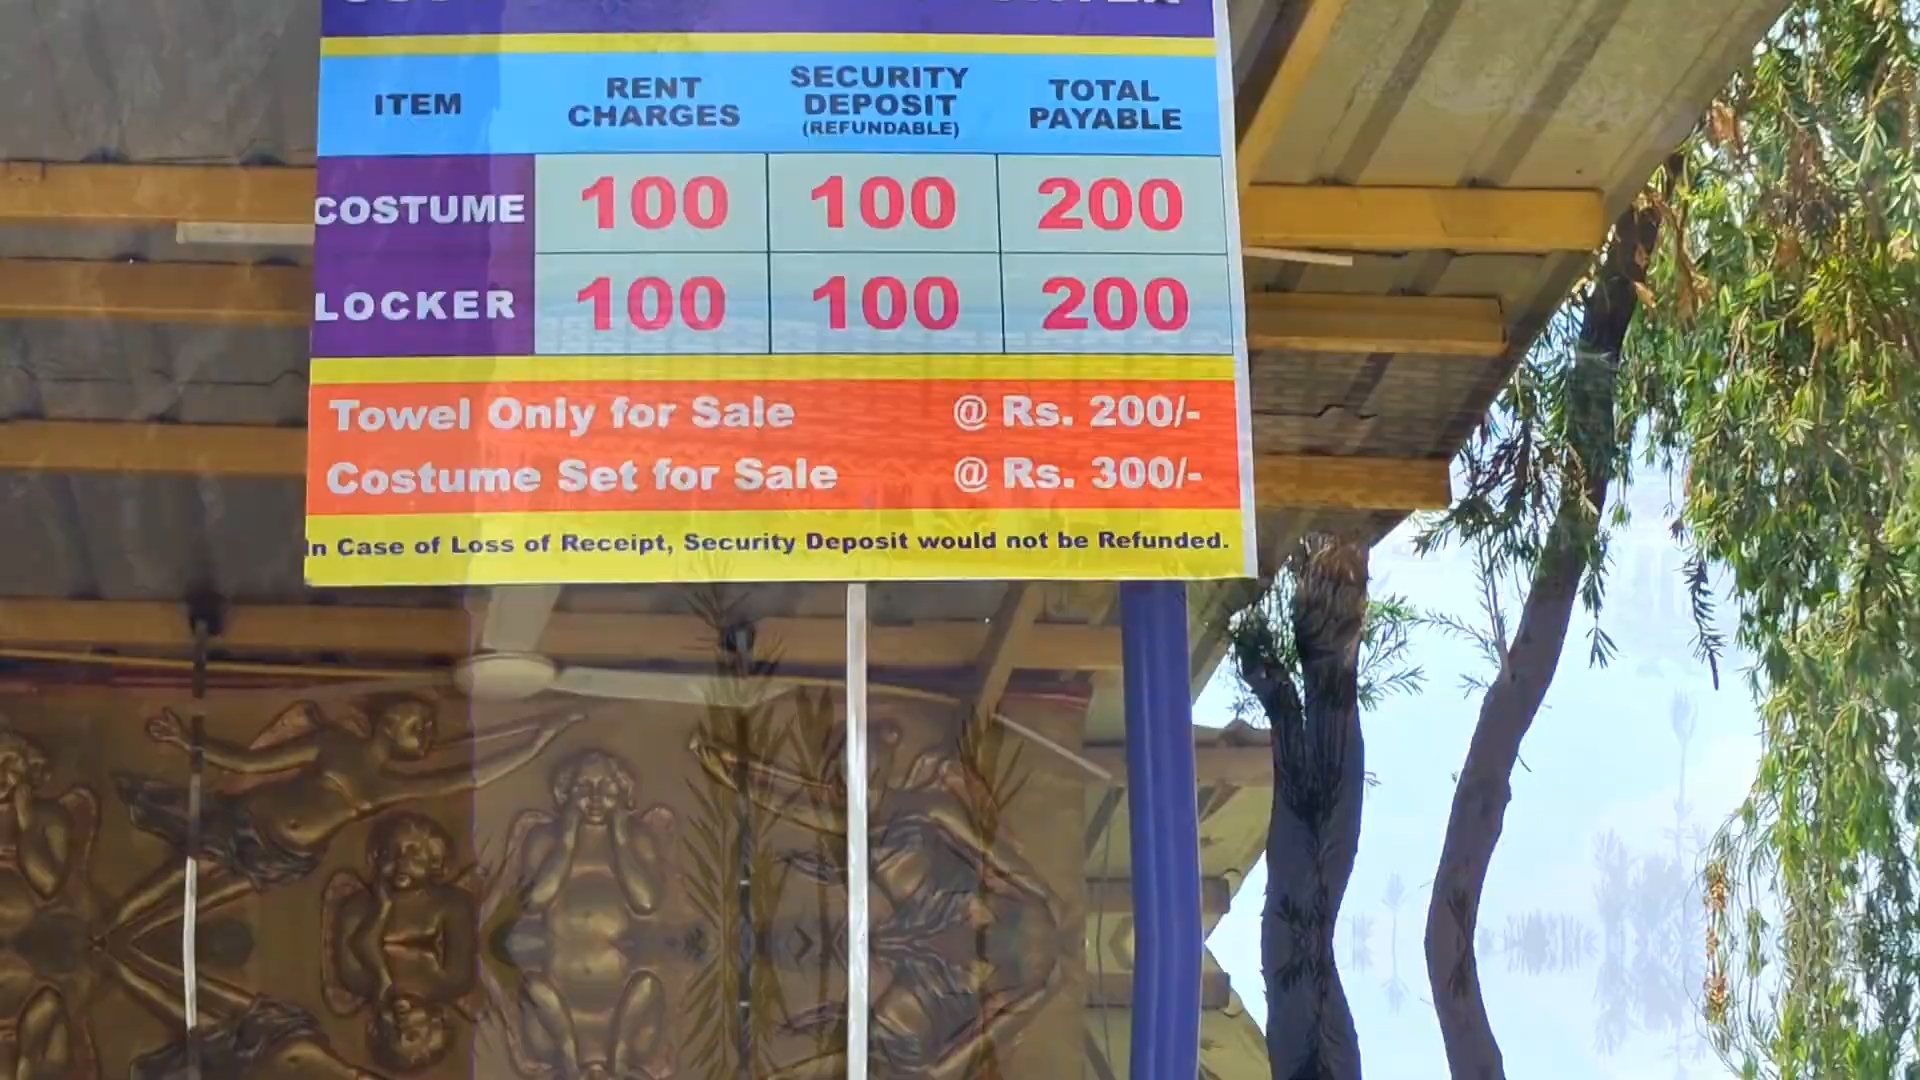 ITEM RENT CHARGES SECURITY DEPOSIT (REFUNDABLE) TOTAL PAYABLE
COSTUME 100 100 200
LOCKER 100 100 200
Towel Only for Sale @ Rs. 200/-
Costume Set for Sale @ Rs. 300/-
In Case of Loss of Receipt, Security Deposit would not be Refunded.